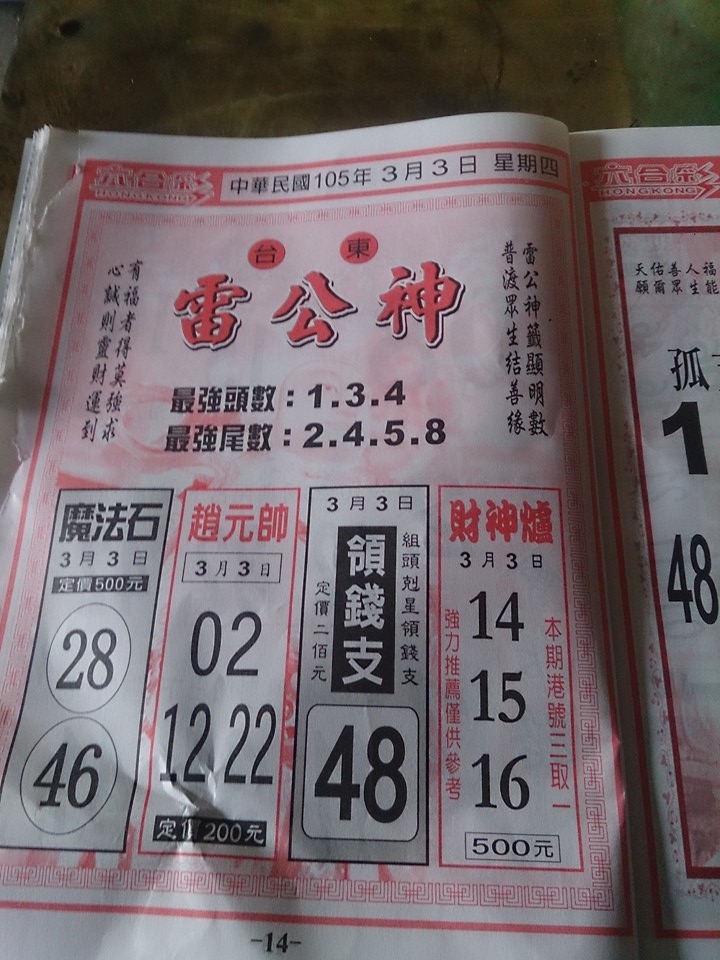 六合彩
HONGKONG
中華民國105年3月3日 星期四
台東
雷公神
雷公神籤顯明數
普渡眾生結善緣
有福者得莫強求
心誠則靈財運到
最強頭數：1.3.4
最強尾數：2.4.5.8
魔法石
3月3日
定價500元
28
46
趙元帥
3月3日
02
12.22
定價200元
3月3日
組頭剋星領錢支
領錢支
定價二佰元
48
財神爐
3月3日
本期港號三取一
14
15
16
強力推薦僅供參考
500元
-14-
六合彩
HONGKONG
天佑善人福
願爾眾生能
孤
1
48